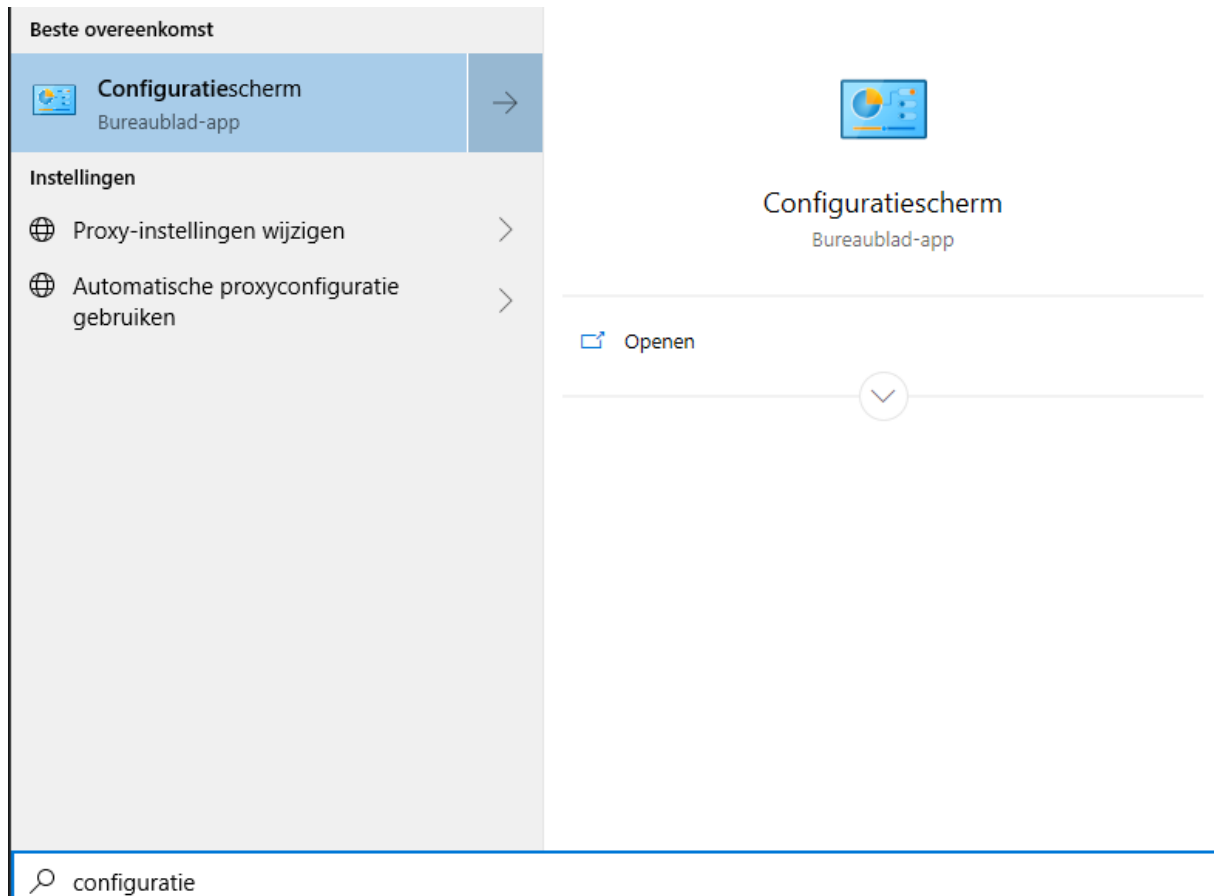 Beste overeenkomst
Configuratiescherm
Bureaublad-app
Instellingen
Proxy-instellingen wijzigen
Automatische proxyconfiguratie
gebruiken
Configuratiescherm
Bureaublad-app
Openen
configuratie